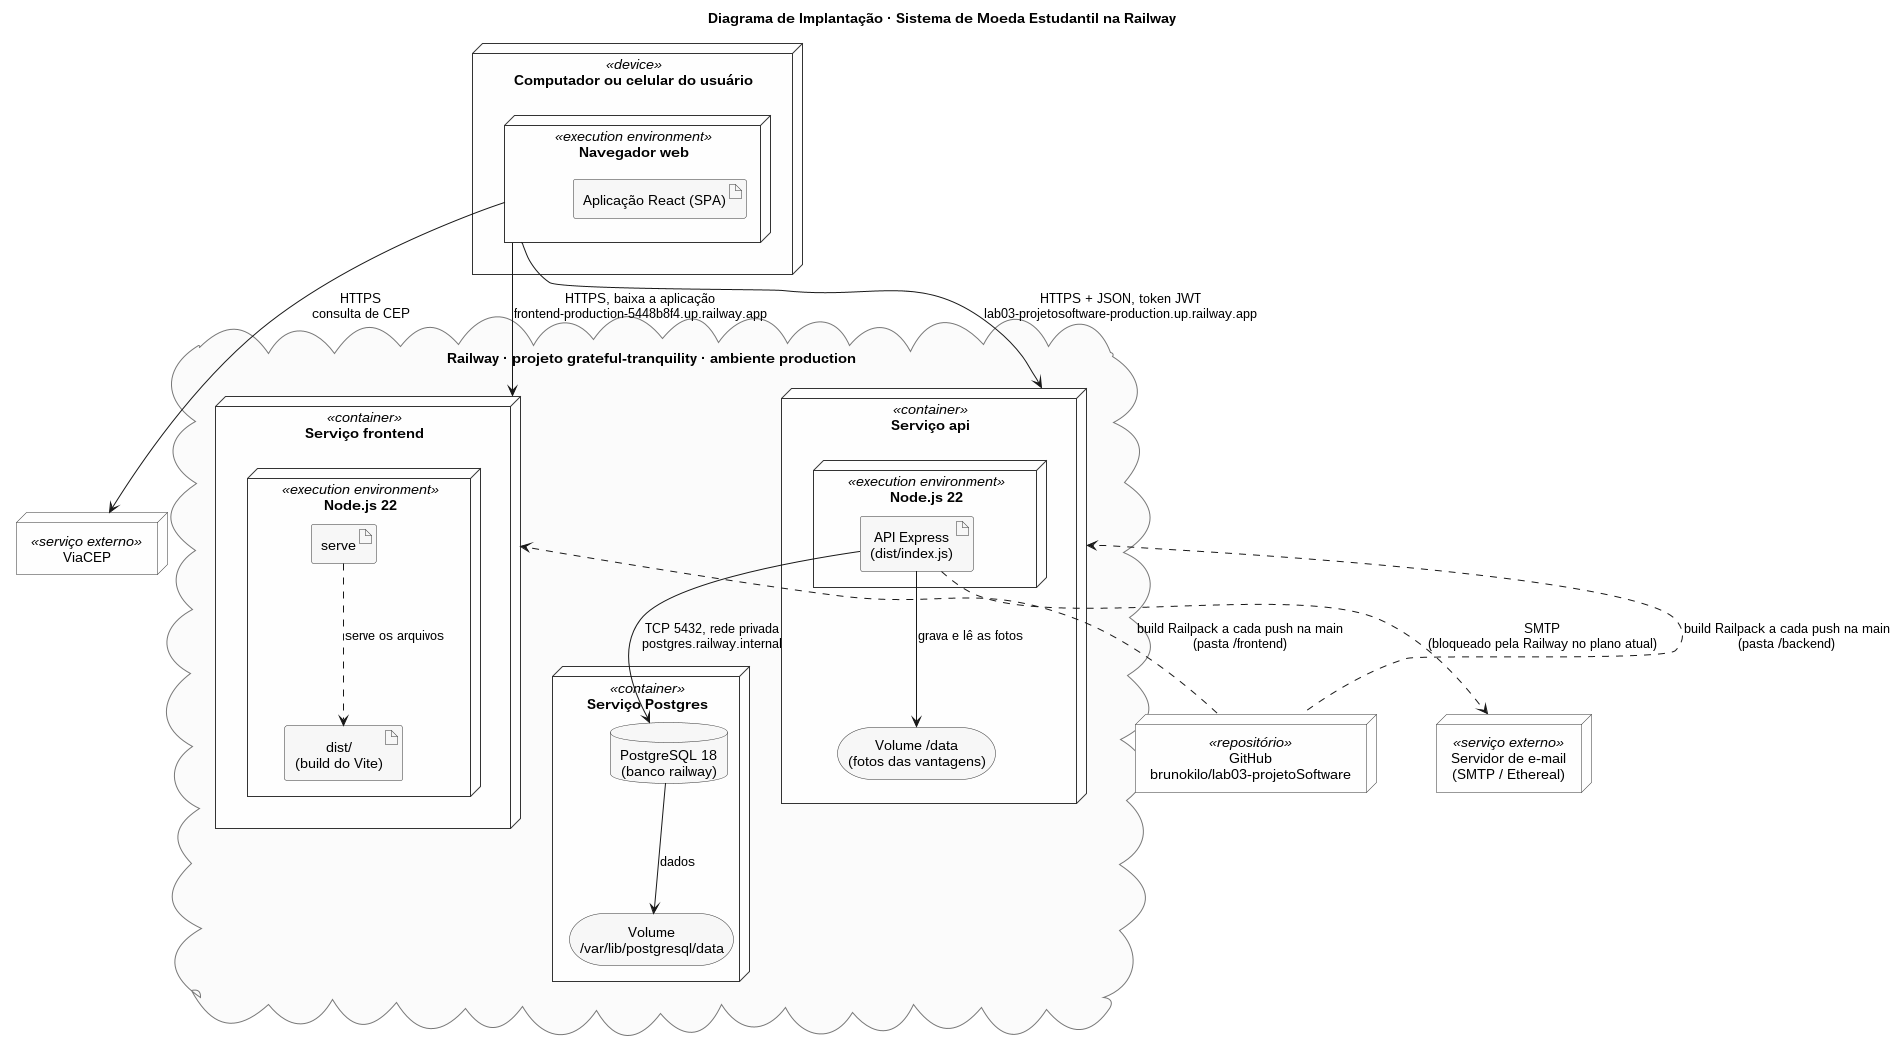 Diagrama de Implantação · Sistema de Moeda Estudantil na Railway
«device»
Computador ou celular do usuário
«execution environment»
Navegador web
Aplicação React (SPA)
HTTPS
consulta de CEP
HTTPS, baixa a aplicação
frontend-production-5448b8f4.up.railway.app
HTTPS + JSON, token JWT
lab03-projetosoftware-production.up.railway.app
Railway · projeto grateful-tranquility · ambiente production
«container»
Serviço frontend
«execution environment»
Node.js 22
serve
serve os arquivos
dist/
(build do Vite)
«container»
Serviço api
«execution environment»
Node.js 22
API Express
(dist/index.js)
«serviço externo»
ViaCEP
TCP 5432, rede privada
postgres.railway.internal
grava e lê as fotos
build Railpack a cada push na main
(pasta /frontend)
SMTP
(bloqueado pela Railway no plano atual)
build Railpack a cada push na main
(pasta /backend)
«container»
Serviço Postgres
PostgreSQL 18
(banco railway)
Volume /data
(fotos das vantagens)
«repositório»
GitHub
brunokilo/lab03-projetoSoftware
«serviço externo»
Servidor de e-mail
(SMTP / Ethereal)
dados
Volume
/var/lib/postgresql/data